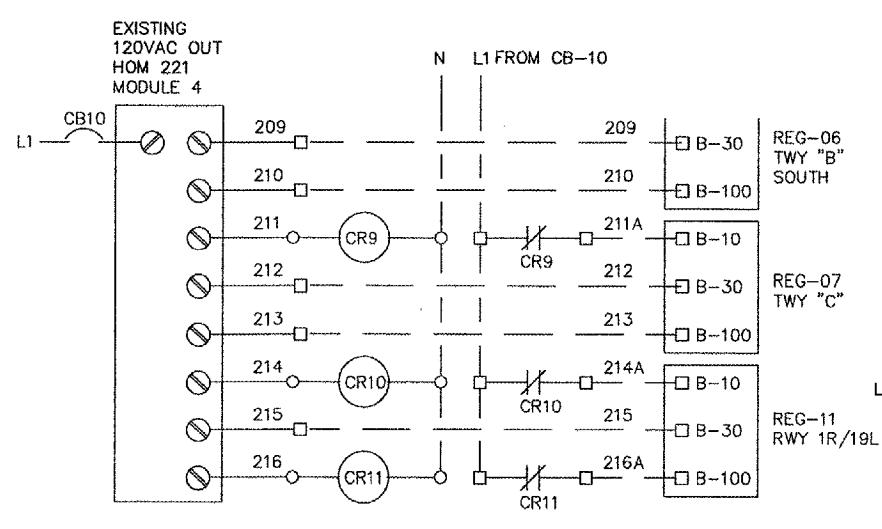 EXISTING
120VAC OUT
HOM 221
MODULE 4
N L1 FROM CB-10
L1 CB10
209 209 B-30
REG-06
TWY "B"
SOUTH
210 210 B-100
211 CR9 CR9 211A B-10
212 212 B-30
REG-07
TWY "C"
213 213 B-100
214 CR10 CR10 214A B-10
L
215 215 B-30
REG-11
RWY 1R/19L
216 CR11 CR11 216A B-100